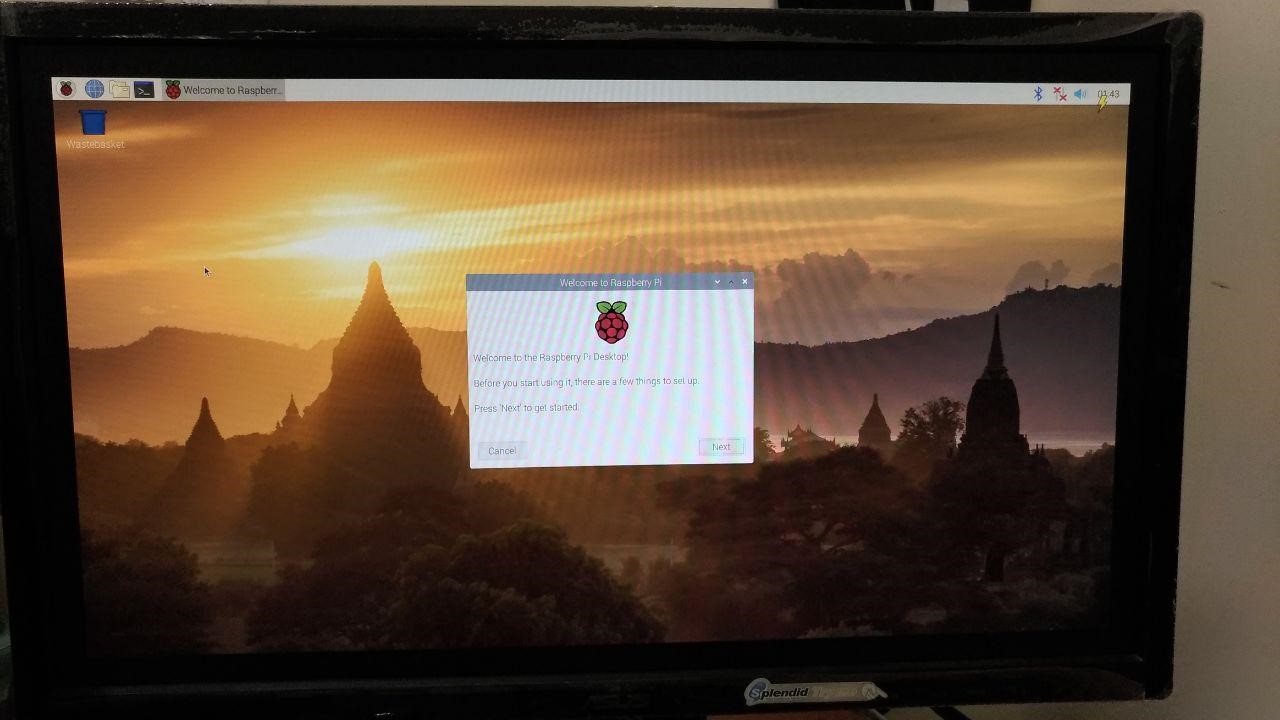 Welcome to Raspberr...
01:43
Wastebasket
Welcome to Raspberry Pi
Welcome to the Raspberry Pi Desktop!
Before you start using it, there are a few things to set up.
Press 'Next' to get started.
Cancel
Next
Splendid